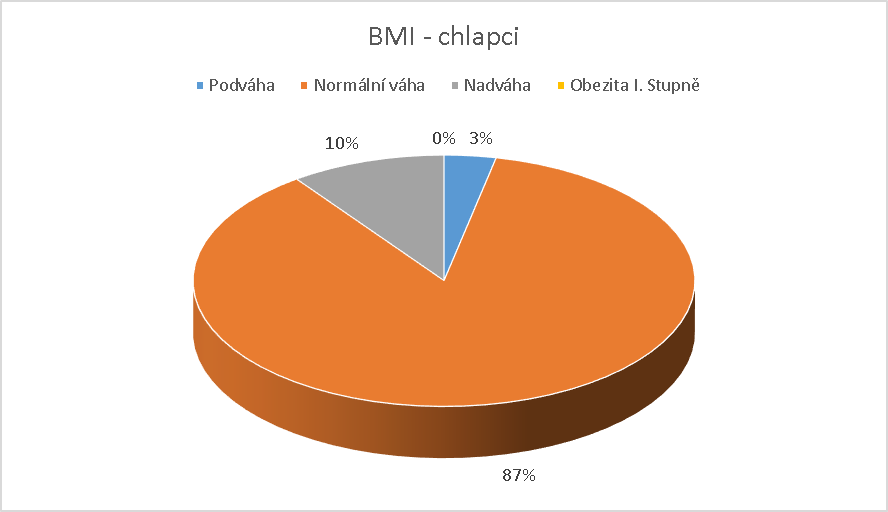 BMI - chlapci
Podváha Normální váha Nadváha Obezita I. Stupně
10% 0% 3%
87%